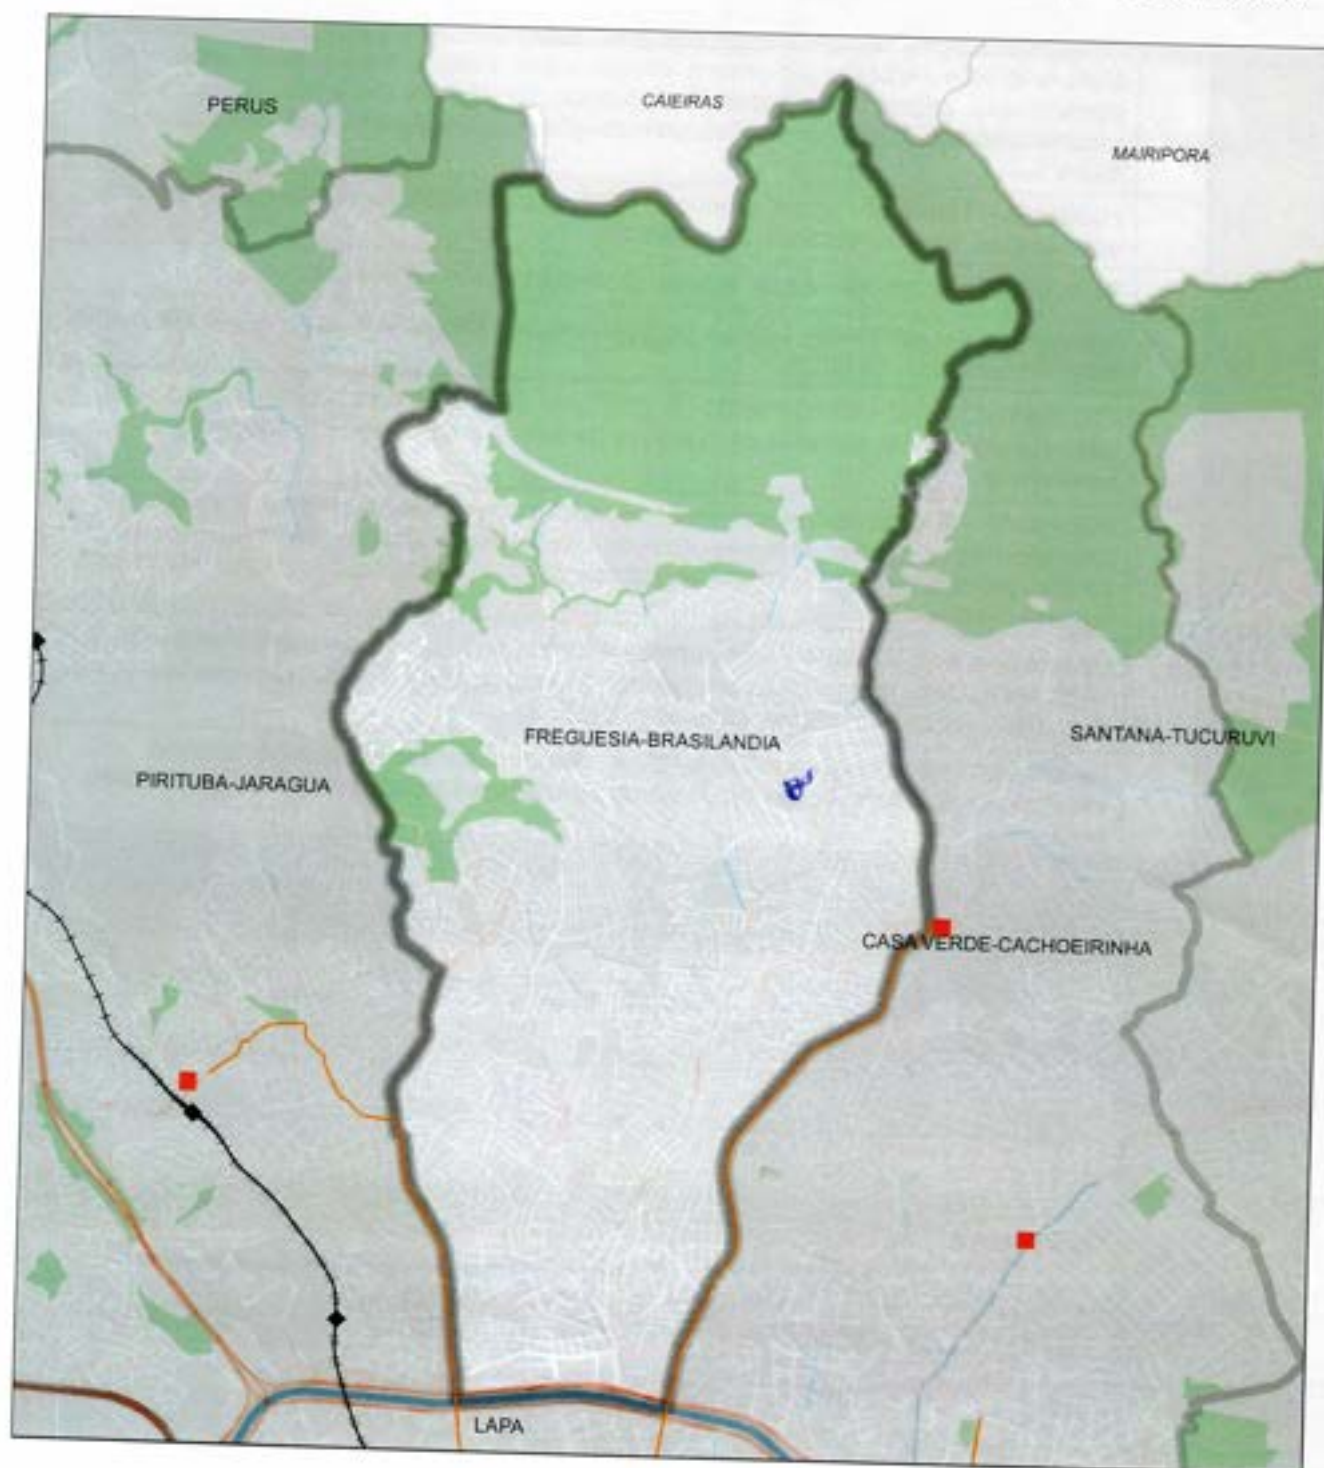 PERUS
CAIEIRAS
MAIRIPORA
FREGUESIA-BRASILANDIA
SANTANA-TUCURUVI
PIRITUBA-JARAGUA
CASA VERDE-CACHOEIRINHA
LAPA